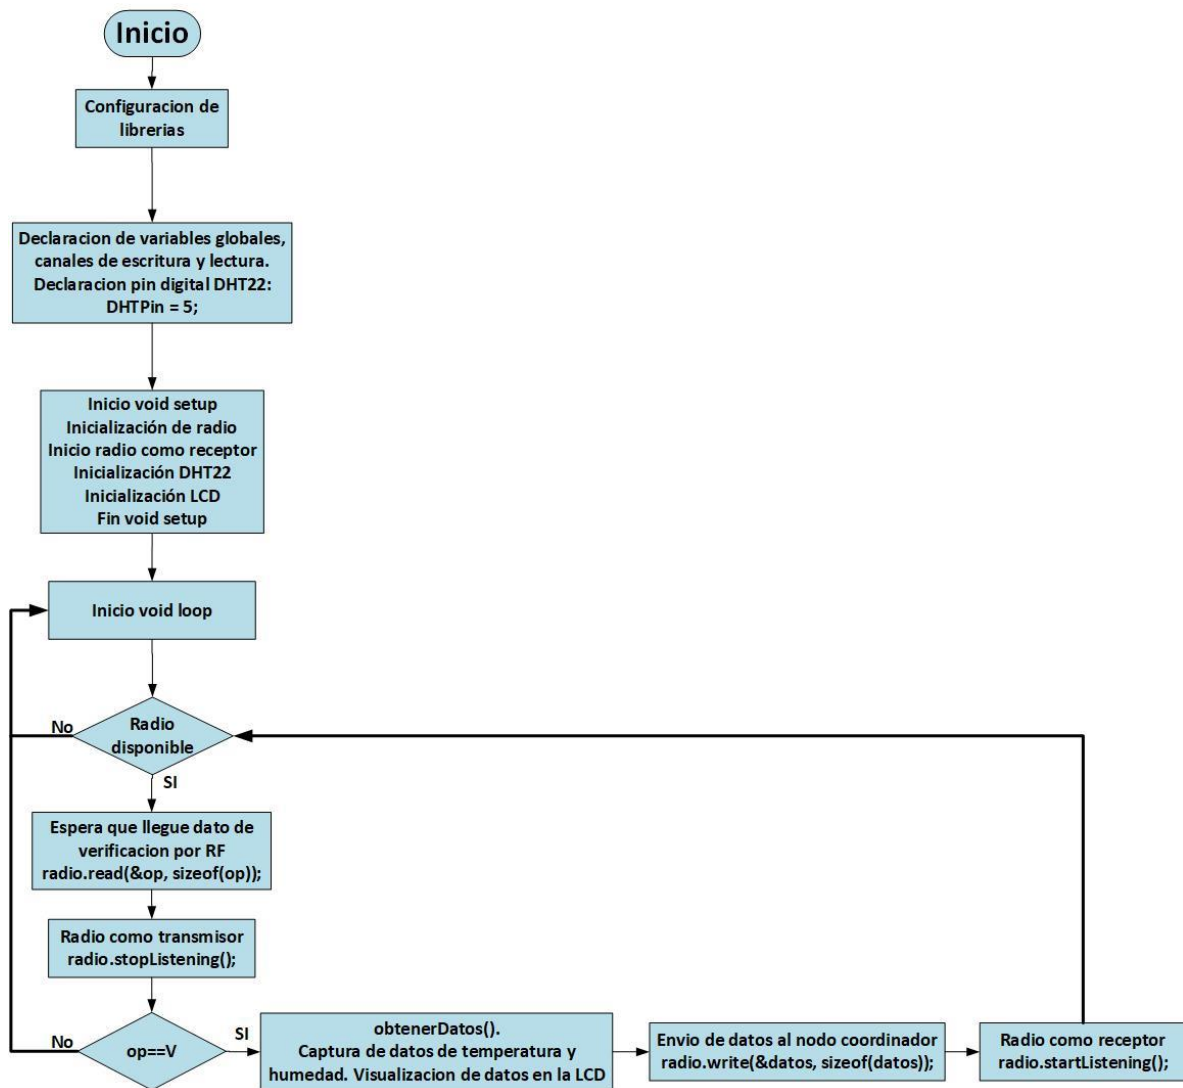 Inicio
Configuracion de
librerias
Declaracion de variables globales,
canales de escritura y lectura.
Declaracion pin digital DHT22:
DHTPin = 5;
Inicio void setup
Inicialización de radio
Inicio radio como receptor
Inicialización DHT22
Inicialización LCD
Fin void setup
Inicio void loop
No
Radio
disponible
SI
Espera que llegue dato de
verificacion por RF
radio.read(&op, sizeof(op));
Radio como transmisor
radio.stopListening();
No
op==V
SI
obtenerDatos().
Captura de datos de temperatura y
humedad. Visualizacion de datos en la LCD
Envio de datos al nodo coordinador
radio.write(&datos, sizeof(datos));
Radio como receptor
radio.startListening();